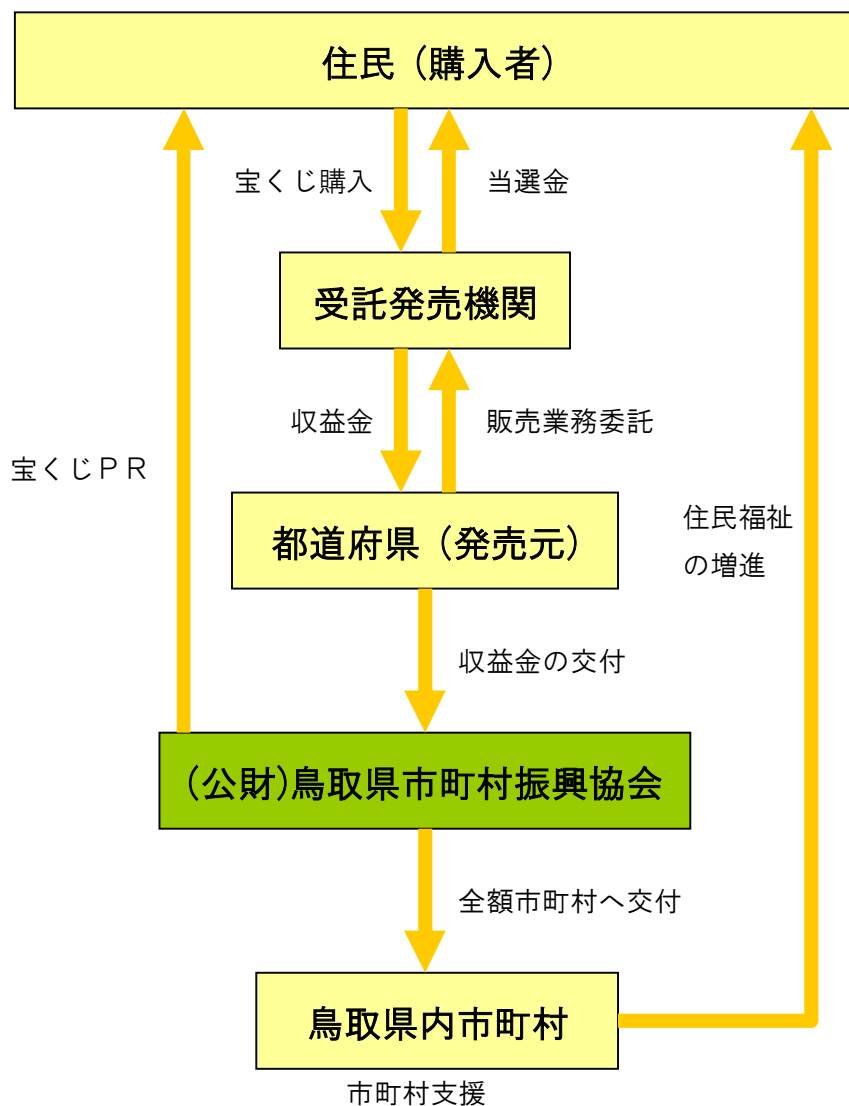 住民（購入者）
宝くじ購入
当選金
受託発売機関
収益金
販売業務委託
宝くじＰＲ
都道府県（発売元）
住民福祉
の増進
収益金の交付
(公財)鳥取県市町村振興協会
全額市町村へ交付
鳥取県内市町村
市町村支援